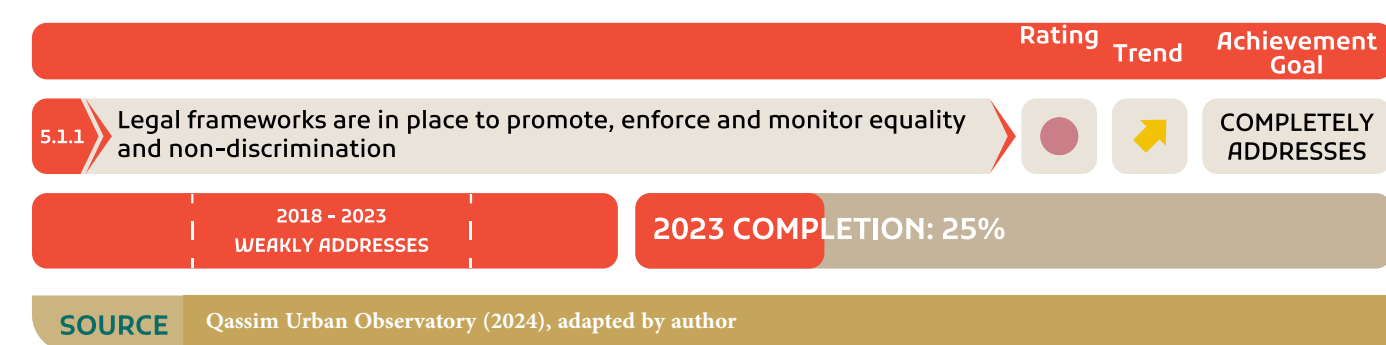 Rating
Trend
Achievement
Goal
5.1.1
Legal frameworks are in place to promote, enforce and monitor equality
and non-discrimination
COMPLETELY
ADDRESSES
2018 - 2023
WEAKLY ADDRESSES
2023 COMPLETION: 25%
SOURCE
Qassim Urban Observatory (2024), adapted by author